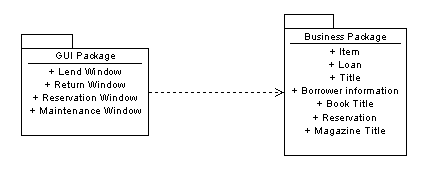 GUI Package
+ Lend Window
+ Return Window
+ Reservation Window
+ Maintenance Window
Business Package
+ Item
+ Loan
+ Title
+ Borrower information
+ Book Title
+ Reservation
+ Magazine Title